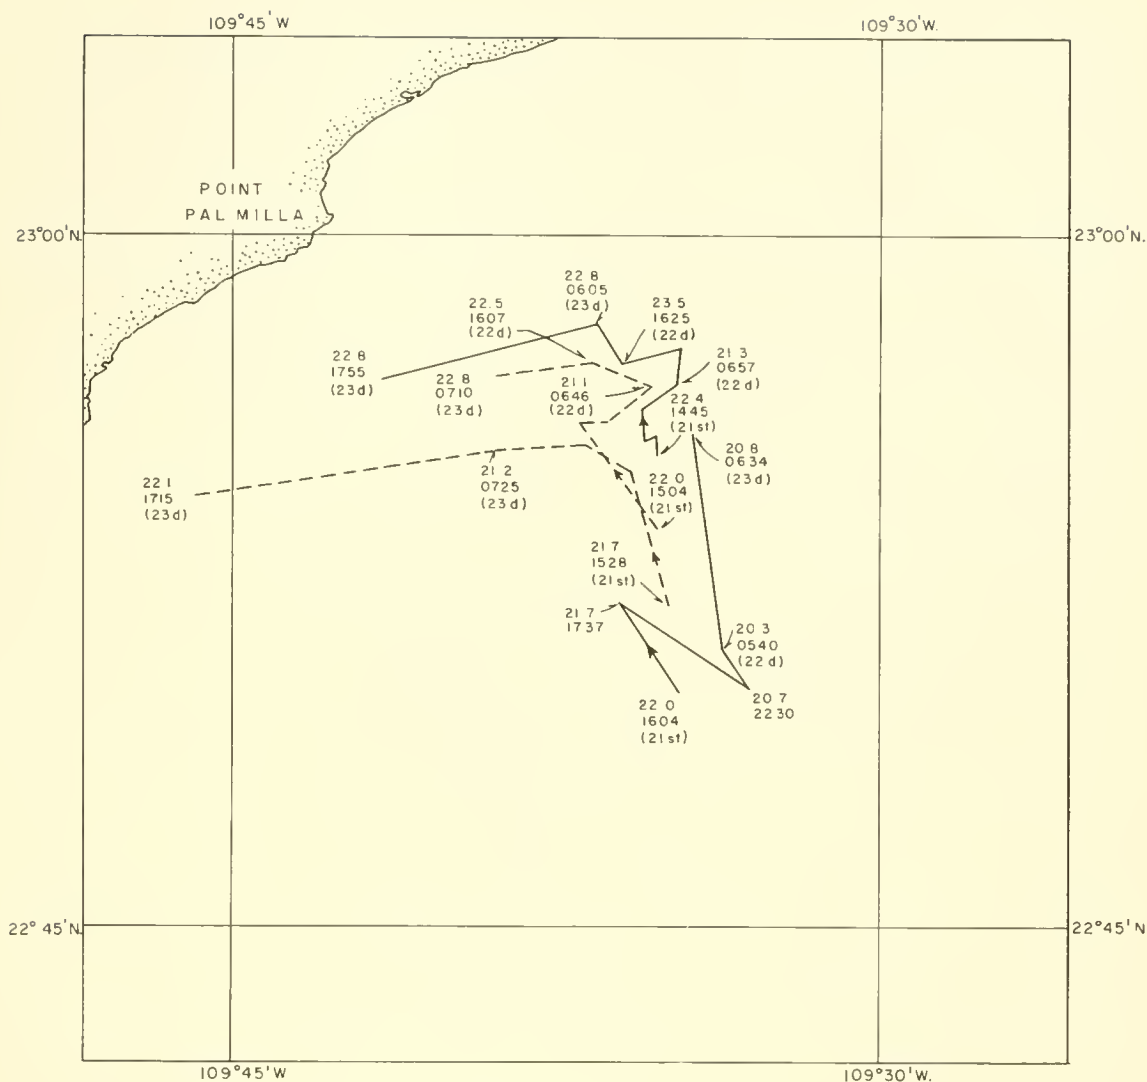 109°45'W
109°30'W.
POINT
PALMILLA
23°00'N.
23°00'N.
22.8
0605
(23d)
22.5
1607
(22d)
23.5
1625
(22d)
22.8
1755
(23d)
22.8
0710
(23d)
21.1
0646
(22d)
21.3
0657
(22d)
22.4
1445
(21st)
20.8
0634
(23d)
22.1
1715
(23d)
21.2
0725
(23d)
22.0
1504
(21st)
21.7
1528
(21st)
21.7
1737
20.3
0540
(22d)
22.0
1604
(21st)
20.7
2230
22°45'N.
22°45'N
109°45'W
109°30'W.